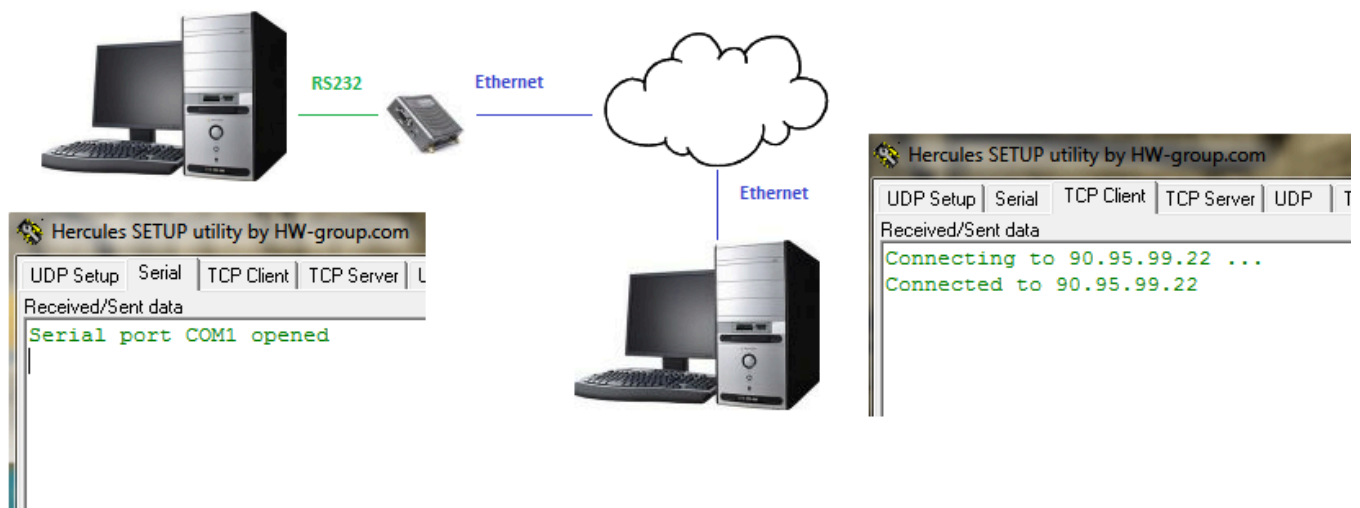 RS232
Ethernet
Ethernet
Hercules SETUP utility by HW-group.com
UDP Setup Serial TCP Client TCP Server
Received/Sent data
Serial port COM1 opened
Hercules SETUP utility by HW-group.com
UDP Setup Serial TCP Client TCP Server UDP
Received/Sent data
Connecting to 90.95.99.22 ...
Connected to 90.95.99.22